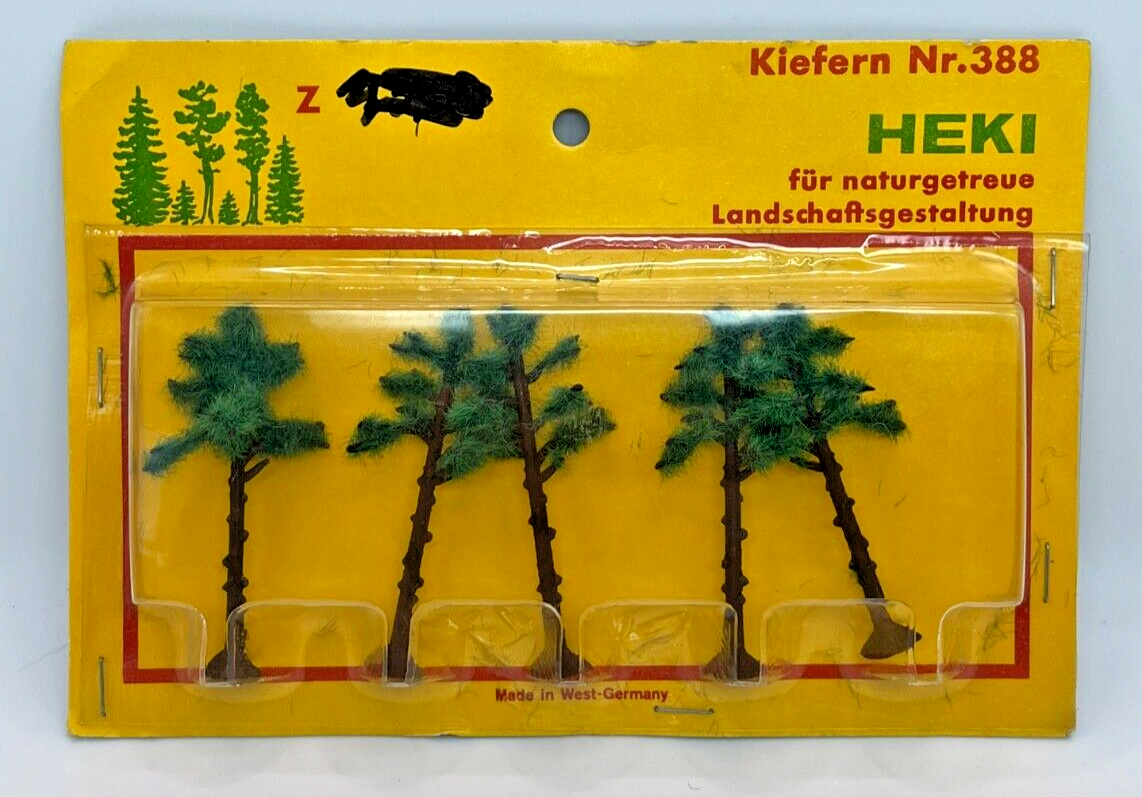 Kiefern Nr.388
Z
HEKI
für naturgetreue
Landschaftsgestaltung
Made in West-Germany